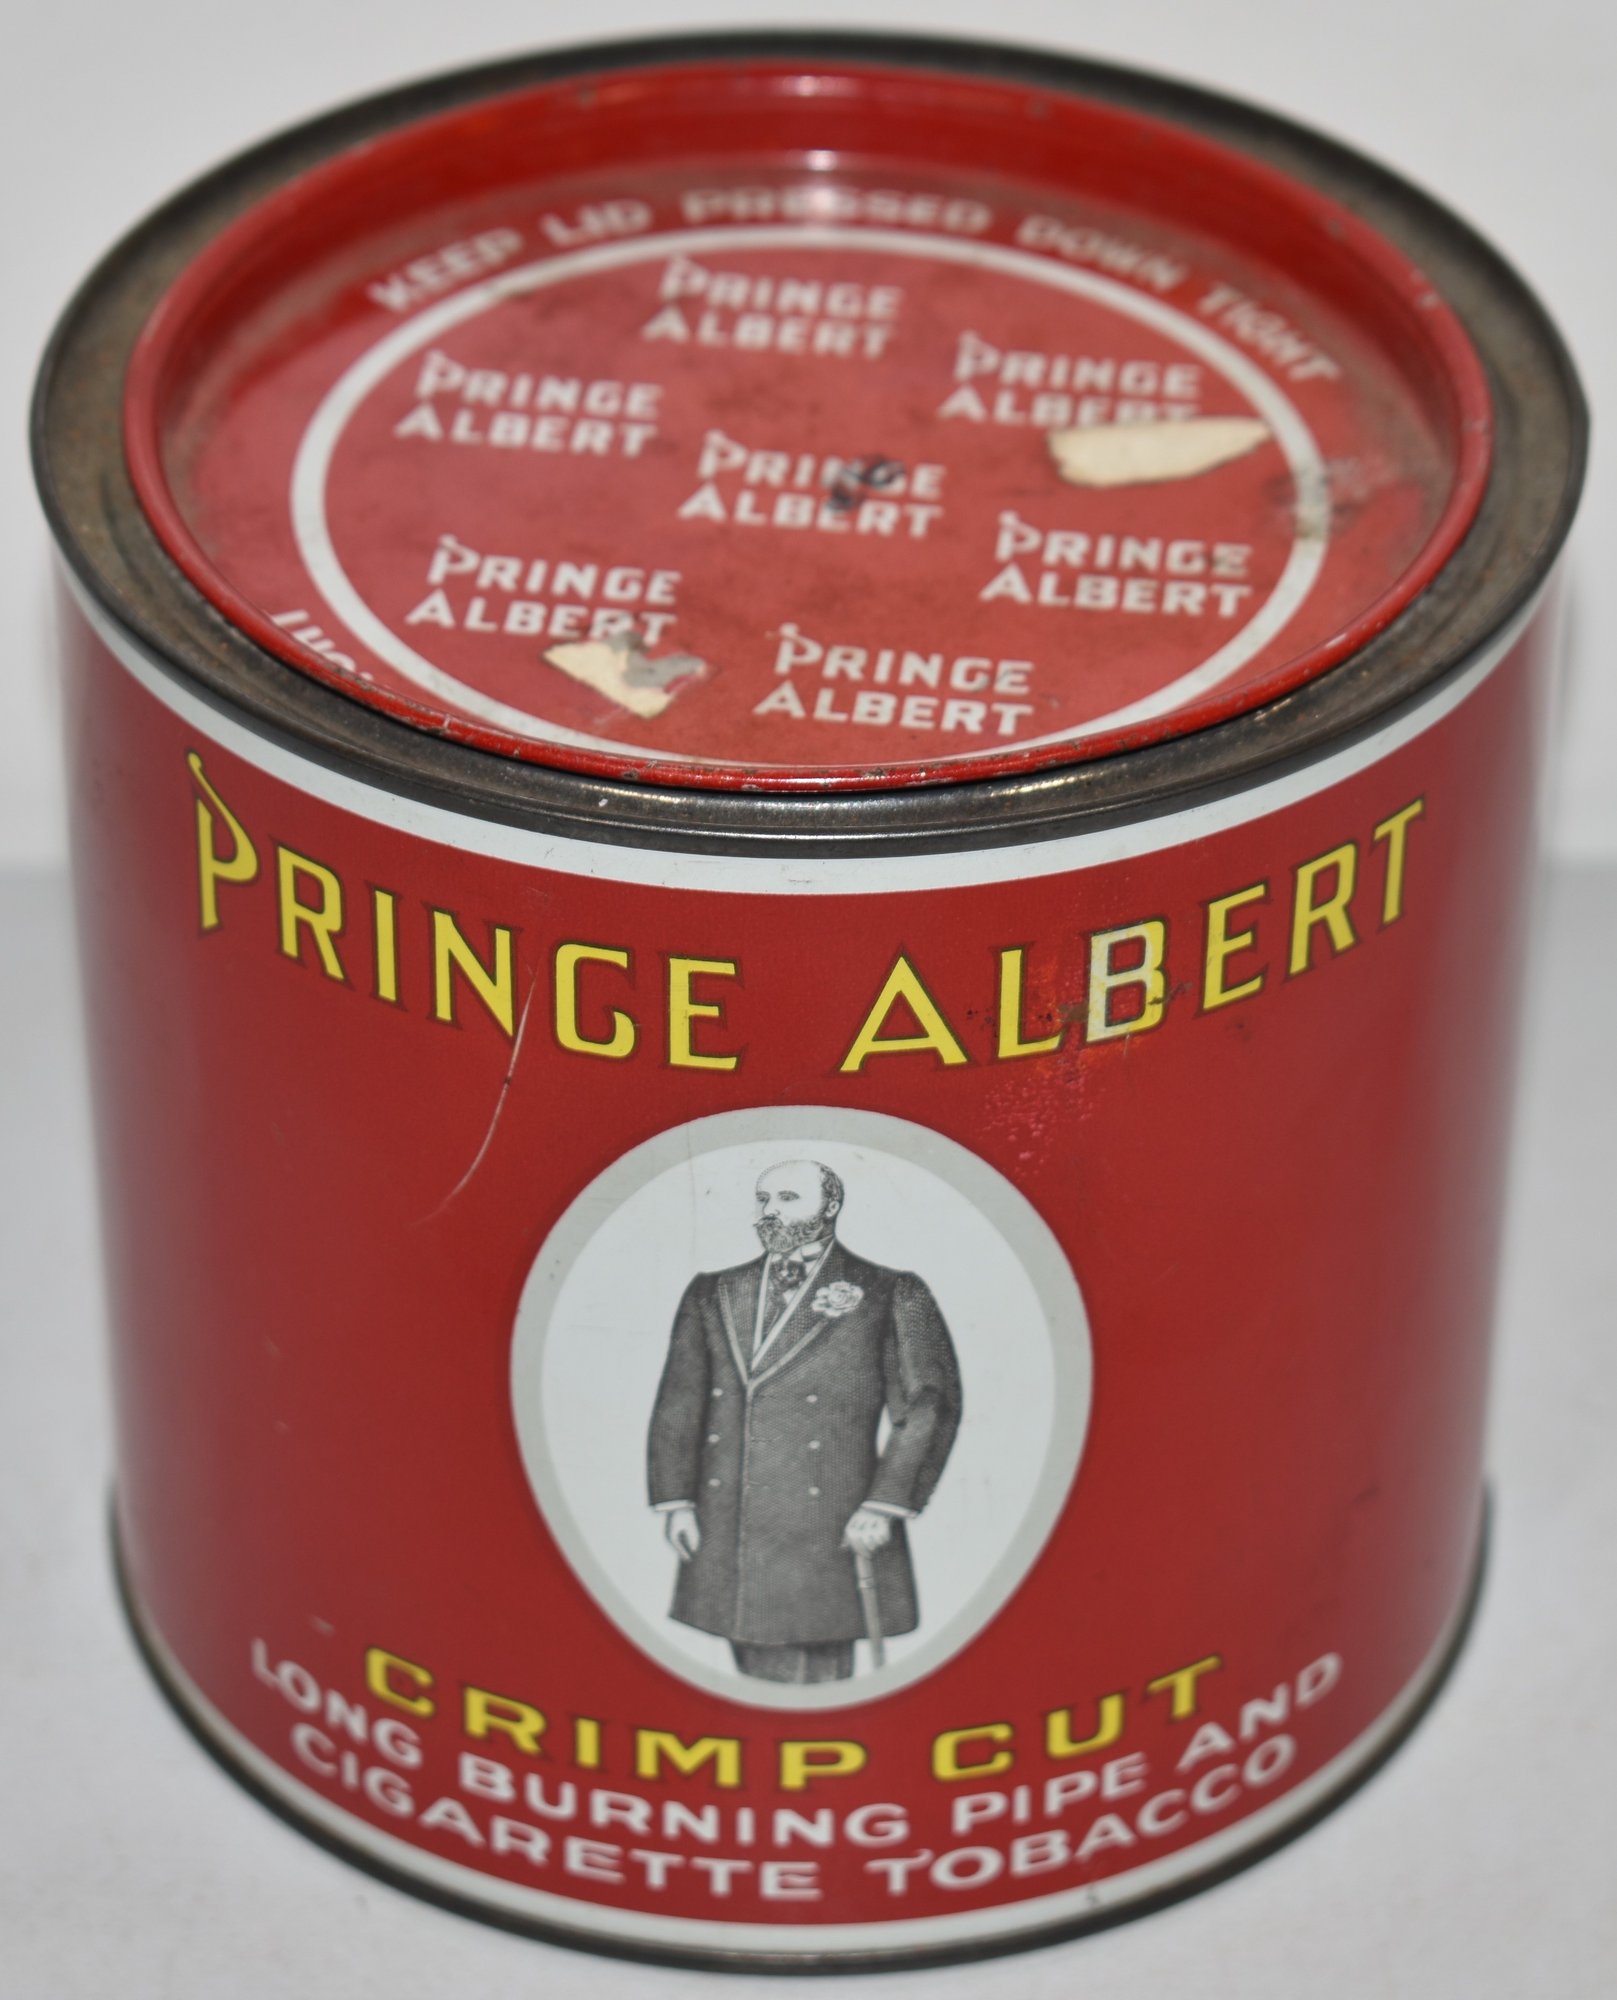 KEEP LID PRESSED DOWN TIGHT
PRINCE
ALBERT
PRINCE
ALBERT
PRINCE
ALBERT
PRINCE
ALBERT
PRINCE
ALBERT
PRINCE
ALBERT
PRINCE
ALBERT
PRINCE ALBERT
CRIMP CUT
LONG BURNING PIPE AND
CIGARETTE TOBACCO